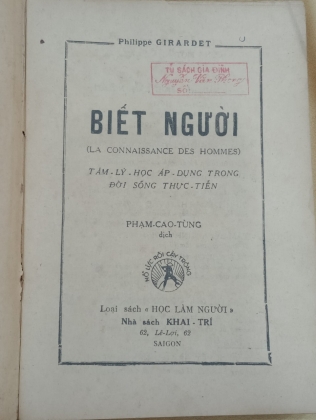 Philippe GIRARDET
TỦ SÁCH GIA ĐÌNH
BIẾT NGƯỜI
(LA CONNAISSANCE DES HOMMES)
TÂM-LÝ-HỌC ÁP-DỤNG TRONG
ĐỜI SỐNG THỰC-TIỄN
PHẠM-CAO-TÙNG
dịch
Loại sách « HỌC LÀM NGƯỜI »
Nhà sách KHAI-TRÍ
62, Lê-Lợi, 62
SAIGON